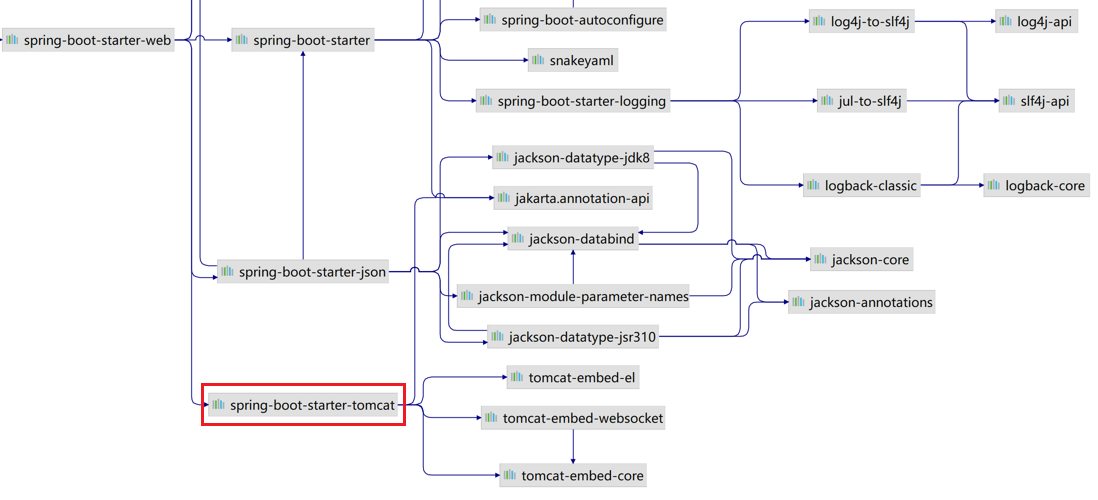 spring-boot-autoconfigure
log4j-to-slf4j
log4j-api
spring-boot-starter-web
spring-boot-starter
snakeyaml
spring-boot-starter-logging
jul-to-slf4j
slf4j-api
jackson-datatype-jdk8
logback-classic
logback-core
jakarta.annotation-api
jackson-databind
jackson-core
spring-boot-starter-json
jackson-module-parameter-names
jackson-annotations
jackson-datatype-jsr310
tomcat-embed-el
spring-boot-starter-tomcat
tomcat-embed-websocket
tomcat-embed-core